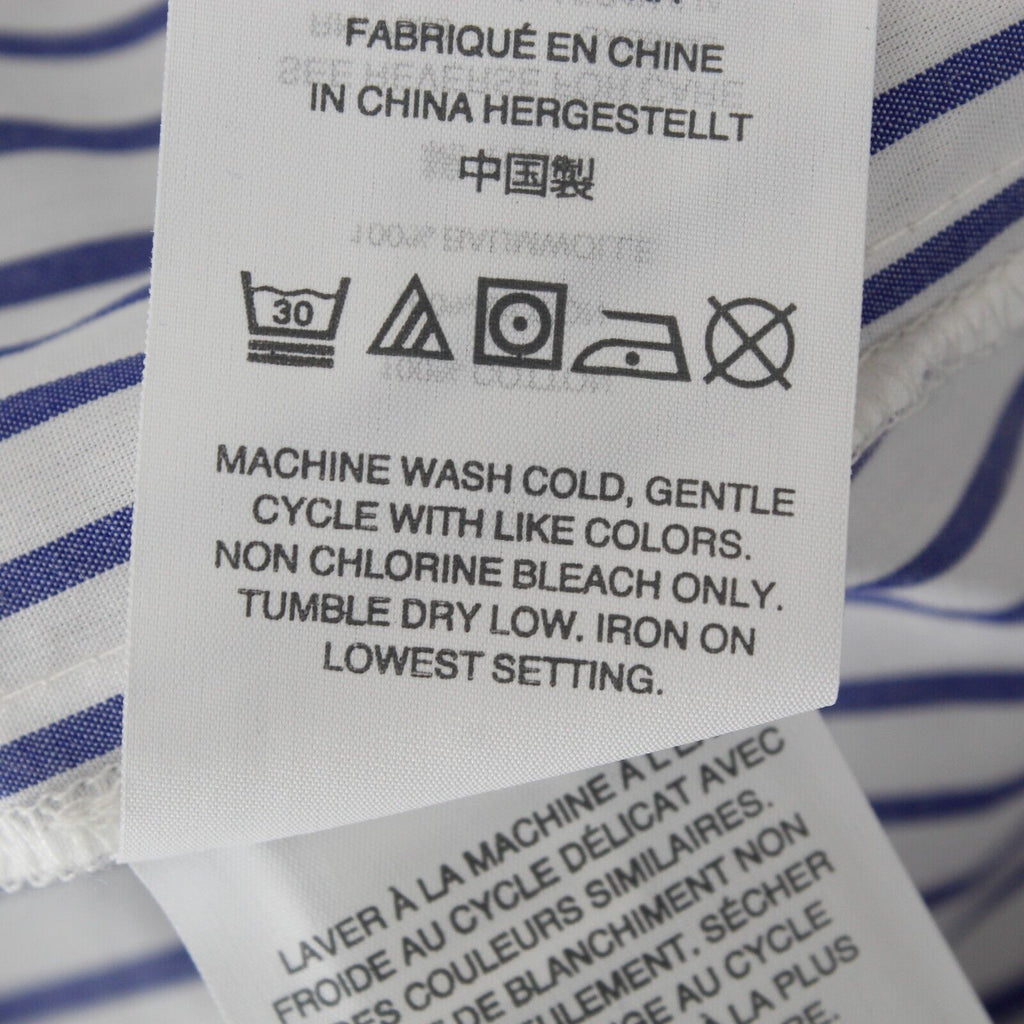 FABRIQUÉ EN CHINE
IN CHINA HERGESTELLT
中国製
30
MACHINE WASH COLD, GENTLE
CYCLE WITH LIKE COLORS.
NON CHLORINE BLEACH ONLY.
TUMBLE DRY LOW. IRON ON
LOWEST SETTING.
LAVER À LA MACHINE À
FROIDE AU CYCLE DÉLICAT AVEC
COULEURS SIMILAIRES.
DE BLANCHIMENT NON
SÉCHER
AU CYCLE
À LA PLUS